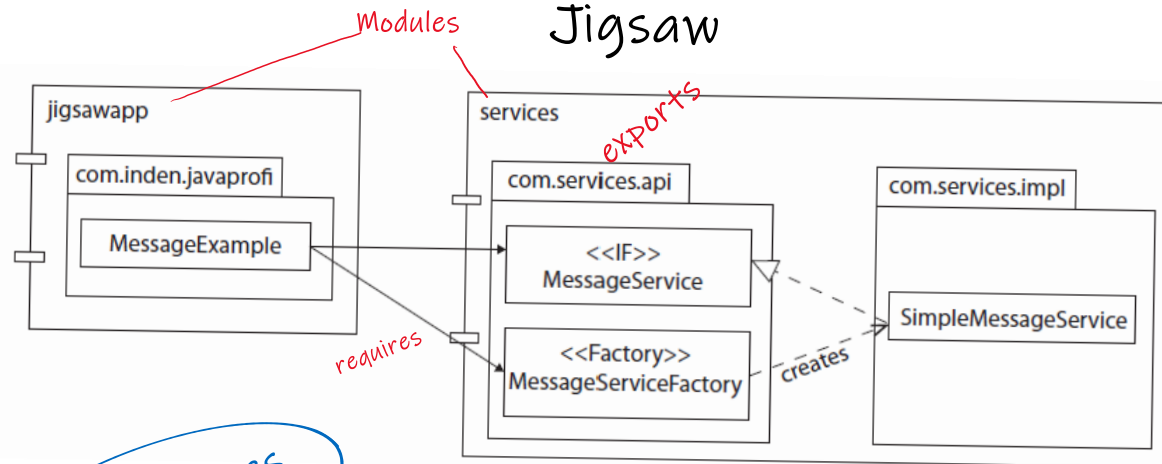 Jigsaw
Modules
jigsawapp
com.inden.javaprofi
MessageExample
requires
services
exports
com.services.api
<<IF>>
MessageService
<<Factory>>
MessageServiceFactory
creates
com.services.impl
SimpleMessageService